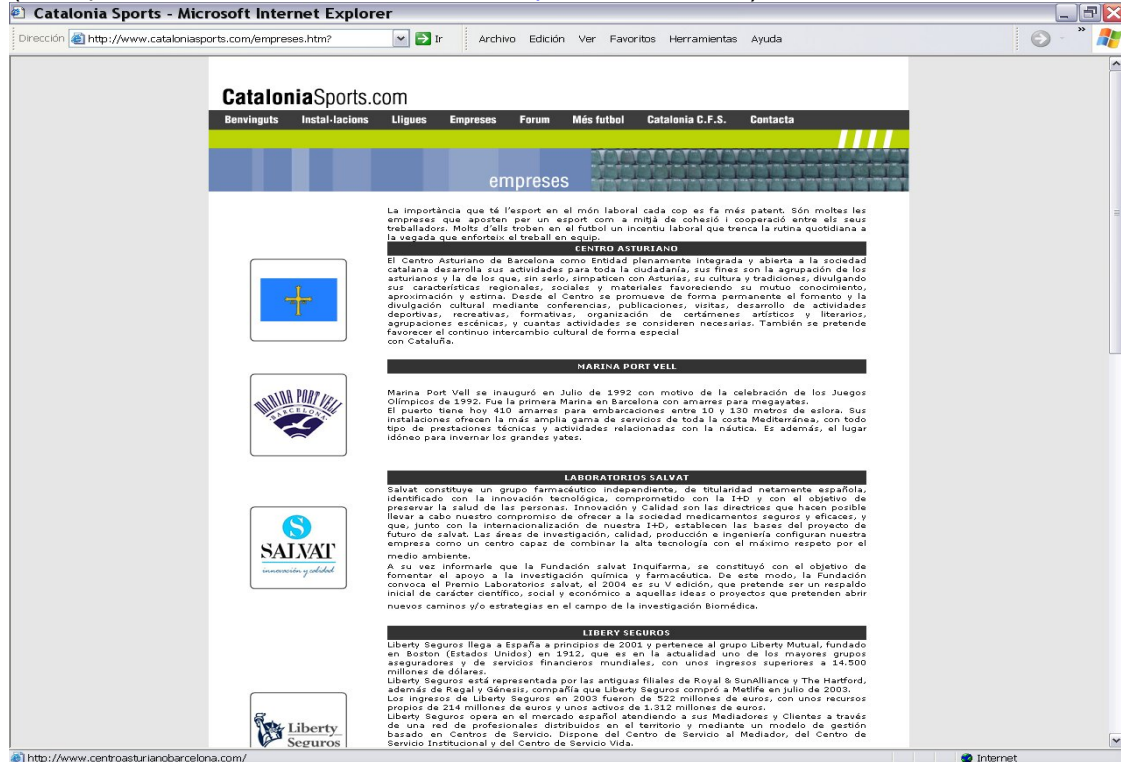 Catalonia Sports - Microsoft Internet Explorer
Dirección http://www.cataloniasports.com/empreses.htm? Ir Archivo Edición Ver Favoritos Herramientas Ayuda »
CataloniaSports.com
Benvinguts Instal·lacions Lligues Empreses Forum Més futbol Catalonia C.F.S. Contacta
empreses
La importància que té l'esport en el món laboral cada cop es fa més patent. Són moltes les
empreses que aposten per un esport com a mitjà de cohesió i cooperació entre els seus
treballadors. Molts d'ells troben en el futbol un incentiu laboral que trenca la rutina quotidiana a
la vegada que enforteix el treball en equip.
CENTRO ASTURIANO
El Centro Asturiano de Barcelona como Entidad plenamente integrada y abierta a la sociedad
catalana desarrolla sus actividades para toda la ciudadanía, sus fines son la agrupación de los
asturianos y la de los que, sin serlo, simpaticen con Asturias, su cultura y tradiciones, divulgando
sus características regionales, sociales y materiales favoreciendo su mutuo conocimiento,
aproximación y estima. Desde el Centro se promueve de forma permanente el fomento y la
divulgación cultural mediante conferencias, publicaciones, visitas, desarrollo de actividades
deportivas, recreativas, formativas, organización de certámenes artísticos y literarios,
agrupaciones escénicas, y cuantas actividades se consideren necesarias. También se pretende
favorecer el continuo intercambio cultural de forma especial
con Cataluña.
MARINA PORT VELL
MARINA PORT VELL
BARCELONA
Marina Port Vell se inauguró en Julio de 1992 con motivo de la celebración de los Juegos
Olímpicos de 1992. Fue la primera Marina en Barcelona con amarres para megayates.
El puerto tiene hoy 410 amarres para embarcaciones entre 10 y 130 metros de eslora. Sus
instalaciones ofrecen la más amplia gama de servicios de toda la costa Mediterránea, con todo
tipo de prestaciones técnicas y actividades relacionadas con la náutica. Es además, el lugar
idóneo para invernar los grandes yates.
LABORATORIOS SALVAT
S
SALVAT
innovación y calidad
Salvat constituye un grupo farmacéutico independiente, de titularidad netamente española,
identificado con la innovación tecnológica, comprometido con la I+D y con el objetivo de
preservar la salud de las personas. Innovación y Calidad son las directrices que hacen posible
llevar a cabo nuestro compromiso de ofrecer a la sociedad medicamentos seguros y eficaces, y
que, junto con la internacionalización de nuestra I+D, establecen las bases del proyecto de
futuro de salvat. Las áreas de investigación, calidad, producción e ingeniería configuran nuestra
empresa como un centro capaz de combinar la alta tecnología con el máximo respeto por el
medio ambiente.
A su vez informarle que la Fundación salvat Inquifarma, se constituyó con el objetivo de
fomentar el apoyo a la investigación química y farmacéutica. De este modo, la Fundación
convoca el Premio Laboratorios salvat, el 2004 es su V edición, que pretende ser un respaldo
inicial de carácter científico, social y económico a aquellas ideas o proyectos que pretenden abrir
nuevos caminos y/o estrategias en el campo de la investigación Biomédica.
LIBERY SEGUROS
Liberty
Seguros
Liberty Seguros llega a España a principios de 2001 y pertenece al grupo Liberty Mutual, fundado
en Boston (Estados Unidos) en 1912, que es en la actualidad uno de los mayores grupos
aseguradores y de servicios financieros mundiales, con unos ingresos superiores a 14.500
millones de dólares.
Liberty Seguros está representada por las antiguas filiales de Royal & SunAlliance y The Hartford,
además de Regal y Génesis, compañía que Liberty Seguros compró a Metlife en julio de 2003.
Los ingresos de Liberty Seguros en 2003 fueron de 522 millones de euros, con unos recursos
propios de 214 millones de euros y unos activos de 1.312 millones de euros.
Liberty Seguros opera en el mercado español atendiendo a sus Mediadores y Clientes a través
de una red de profesionales distribuidos en el territorio y mediante un modelo de gestión
basado en Centros de Servicio. Dispone del Centro de Servicio al Mediador, del Centro de
Servicio Institucional y del Centro de Servicio Vida.
http://www.centroasturianobarcelona.com/ Internet